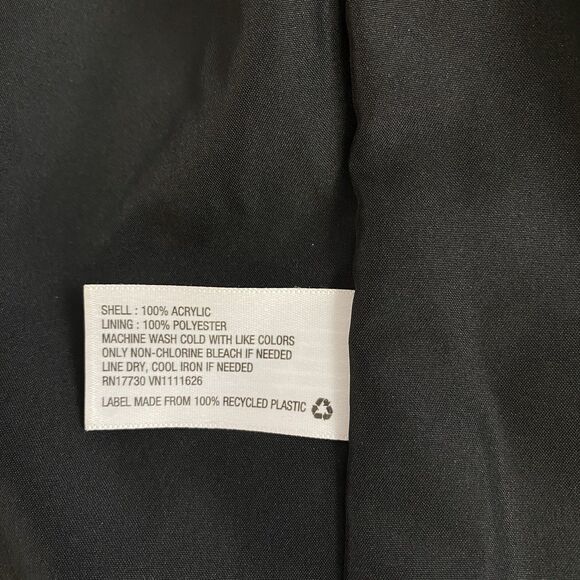 SHELL : 100% ACRYLIC
LINING : 100% POLYESTER
MACHINE WASH COLD WITH LIKE COLORS
ONLY NON-CHLORINE BLEACH IF NEEDED
LINE DRY, COOL IRON IF NEEDED
RN17730 VN1111626
LABEL MADE FROM 100% RECYCLED PLASTIC